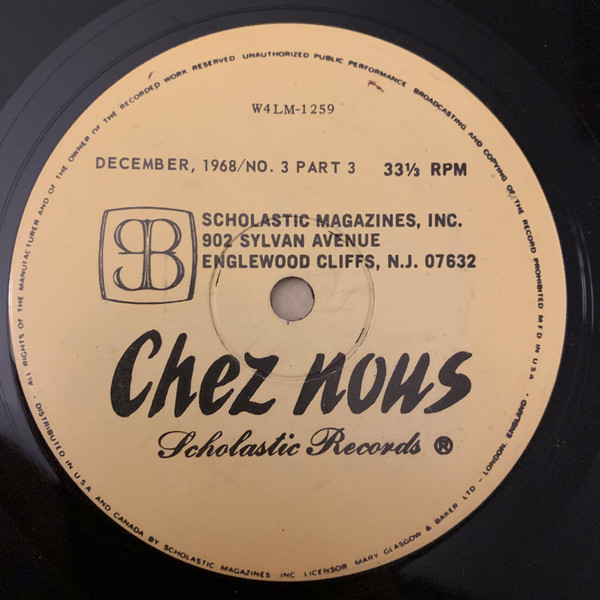 ALL RIGHTS OF THE MANUFACTURER AND OF THE OWNER OF THE RECORDED WORK RESERVED UNAUTHORIZED PUBLIC PERFORMANCE BROADCASTING AND COPYING OF THE RECORD PROHIBITED MFD IN USA ·
W4LM-1259
DECEMBER, 1968/NO. 3 PART 3 33⅓ RPM
SCHOLASTIC MAGAZINES, INC.
902 SYLVAN AVENUE
ENGLEWOOD CLIFFS, N.J. 07632
Chez nous
Scholastic Records ®
· DISTRIBUTED IN USA AND CANADA BY SCHOLASTIC MAGAZINES INC LICENSOR MARY GLASGOW & BAKER LTD - LONDON, ENGLAND ·